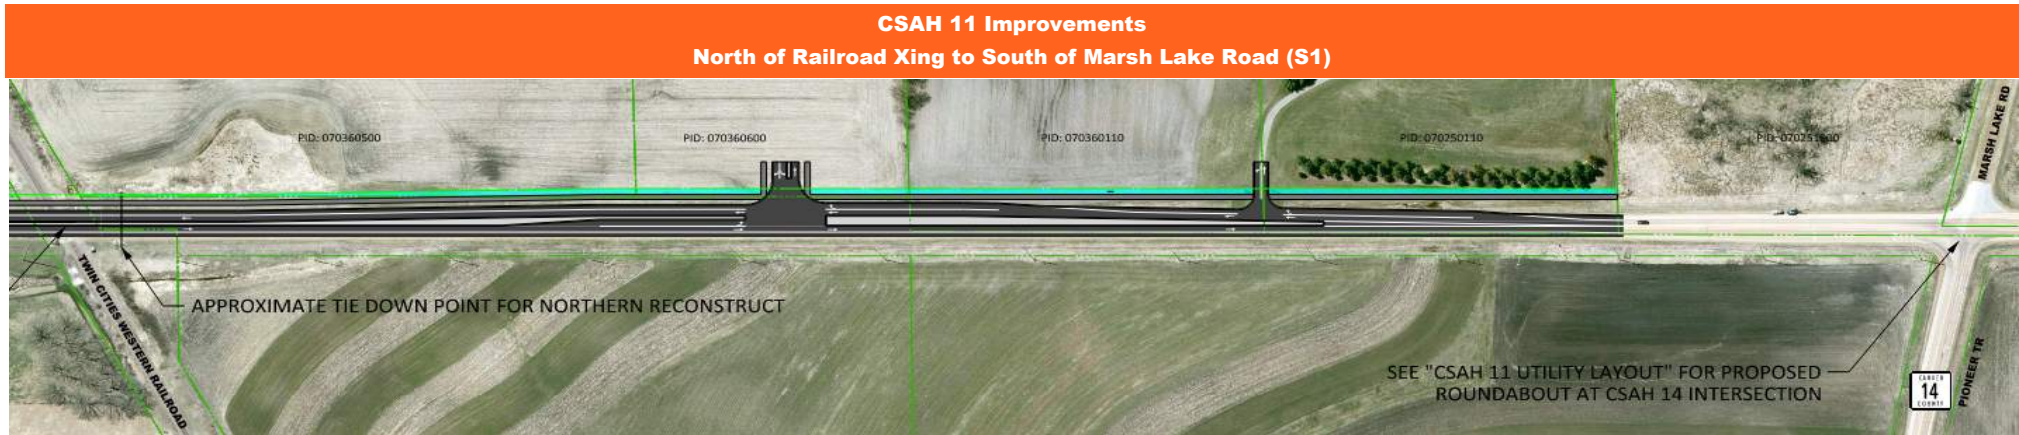 CSAH 11 Improvements
North of Railroad Xing to South of Marsh Lake Road (S1)
PID: 070360500
PID: 070360600
PID: 070360110
PID: 070250110
MARSH LAKE RD
TWIN CITIES WESTERN RAILROAD
APPROXIMATE TIE DOWN POINT FOR NORTHERN RECONSTRUCT
SEE "CSAH 11 UTILITY LAYOUT" FOR PROPOSED
ROUNDABOUT AT CSAH 14 INTERSECTION
CARVER
14
COUNTY
PIONEER TR